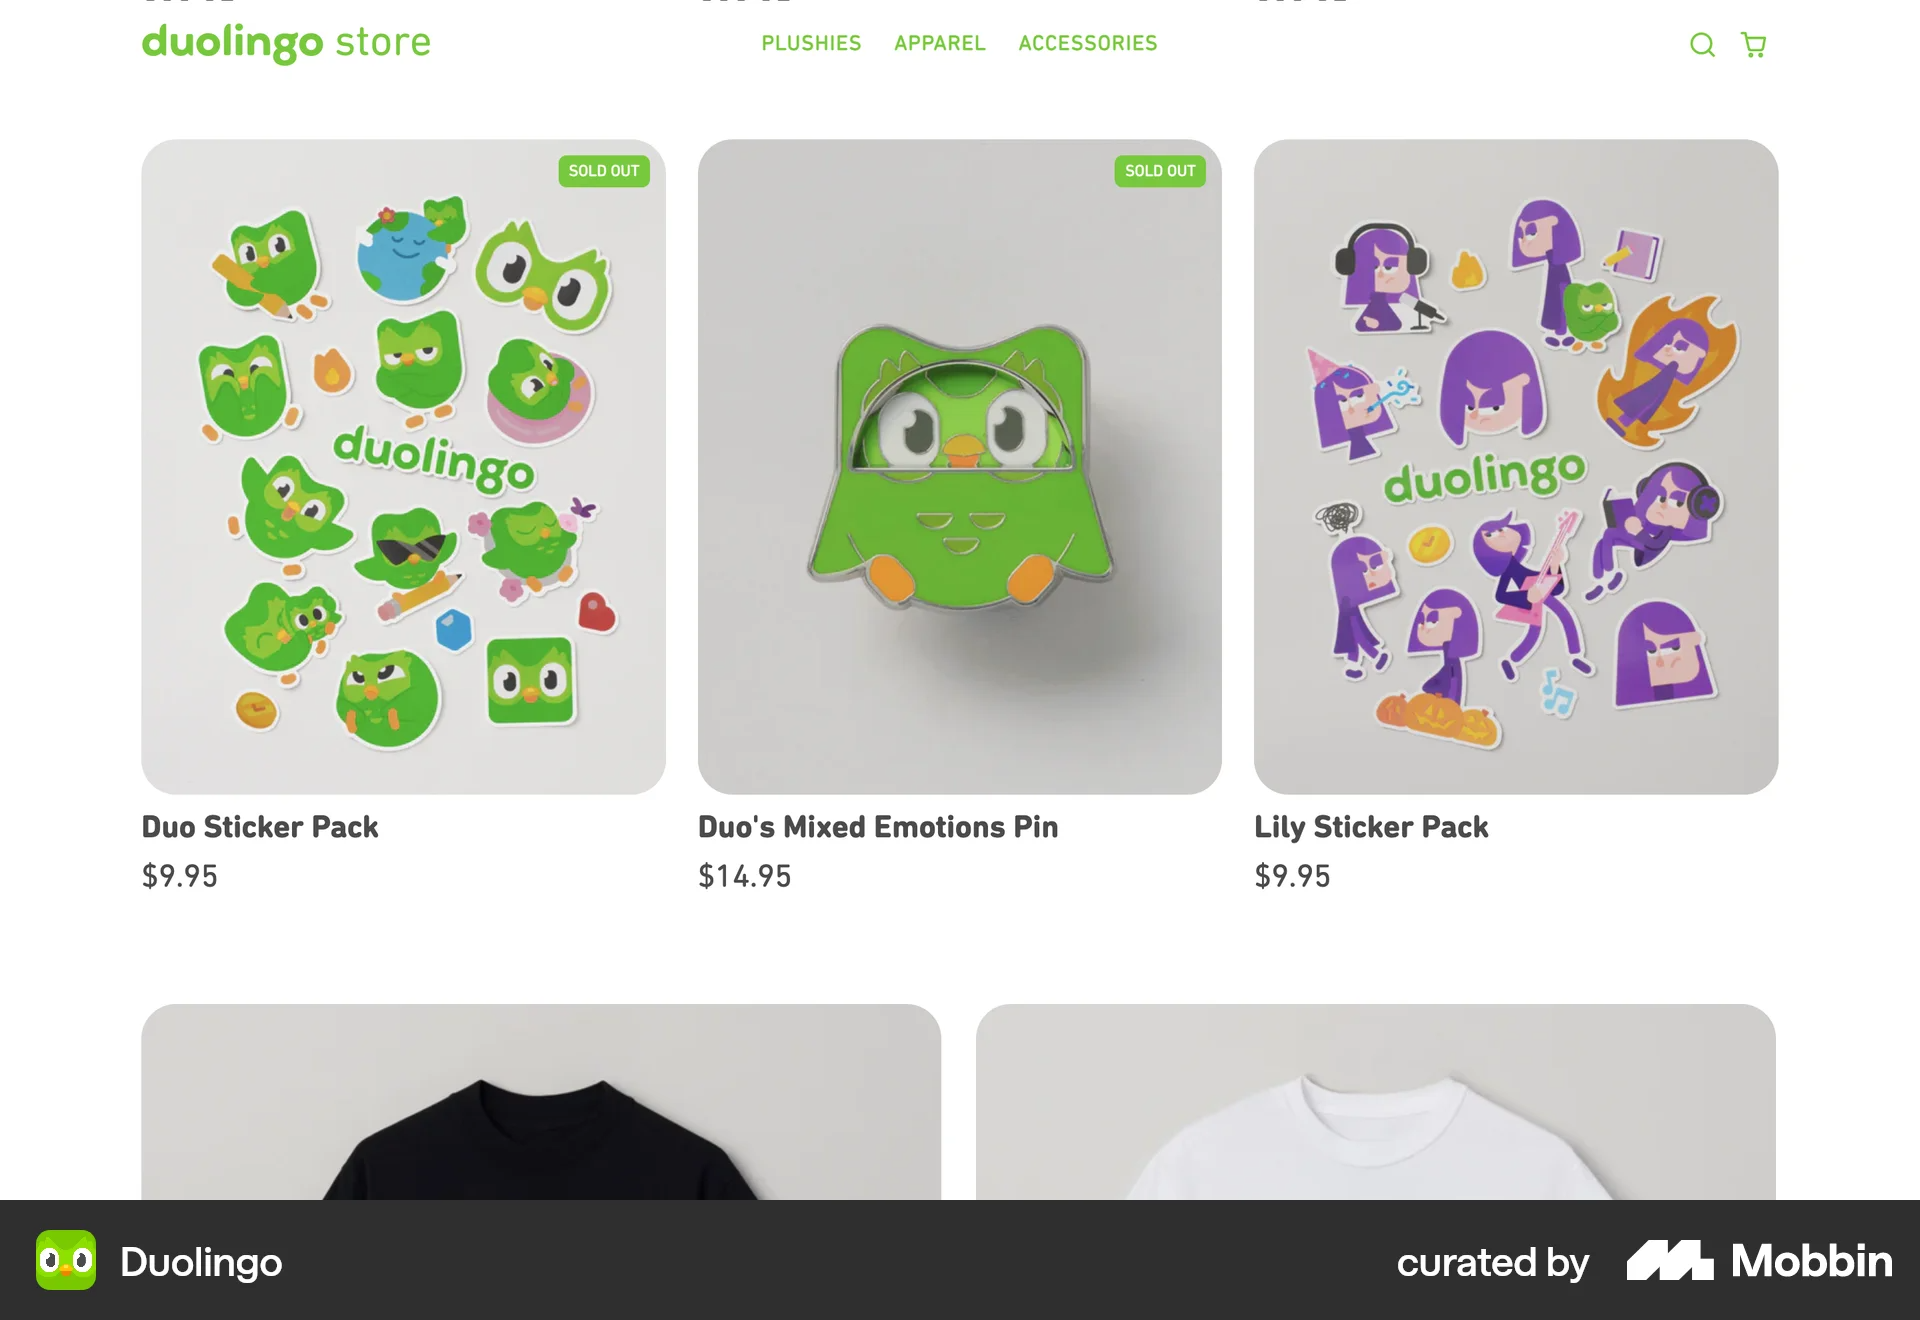 duolingo store
PLUSHIES
APPAREL
ACCESSORIES
SOLD OUT
SOLD OUT
duolingo
duolingo
Duo Sticker Pack
Duo's Mixed Emotions Pin
Lily Sticker Pack
$9.95
$14.95
$9.95
Duolingo
curated by
Mobbin